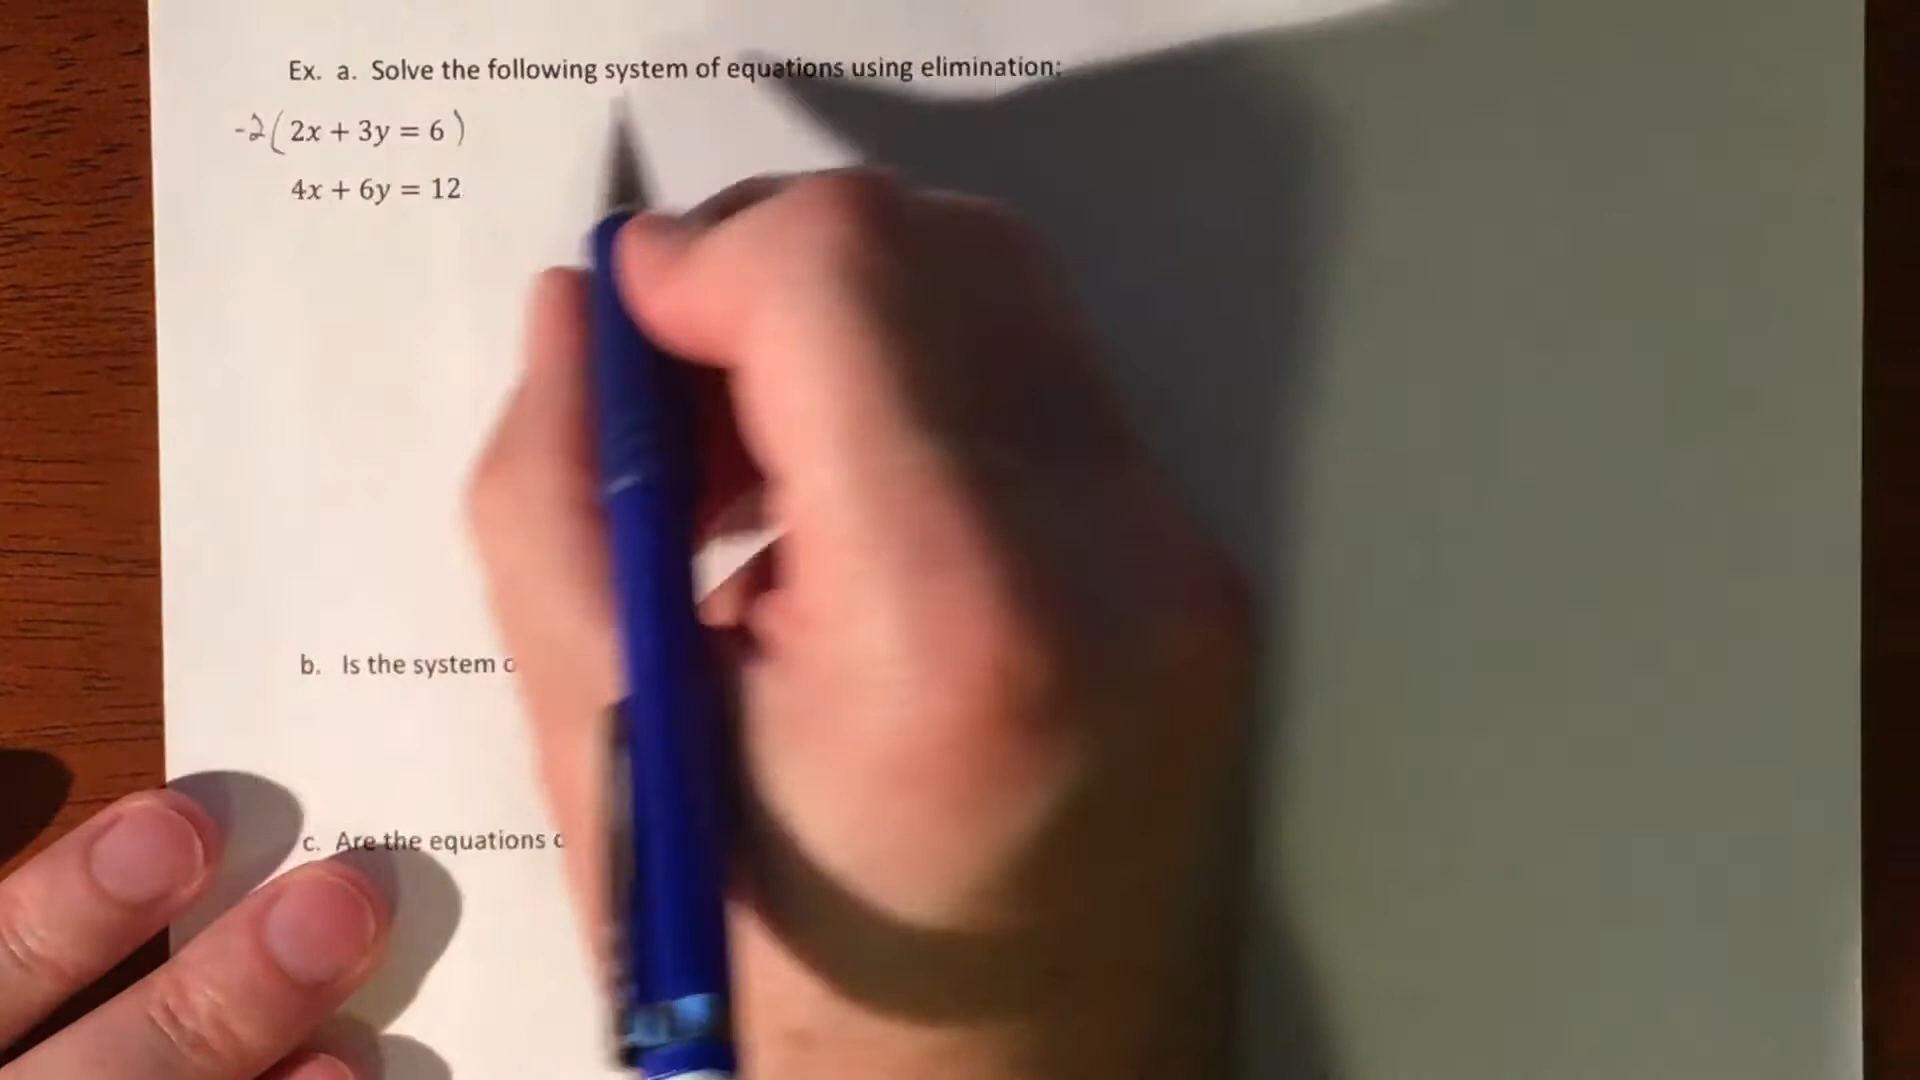 Ex. a. Solve the following system of equations using elimination:
-2( 2x + 3y = 6 )
4x + 6y = 12
b. Is the system
c. Are the equations